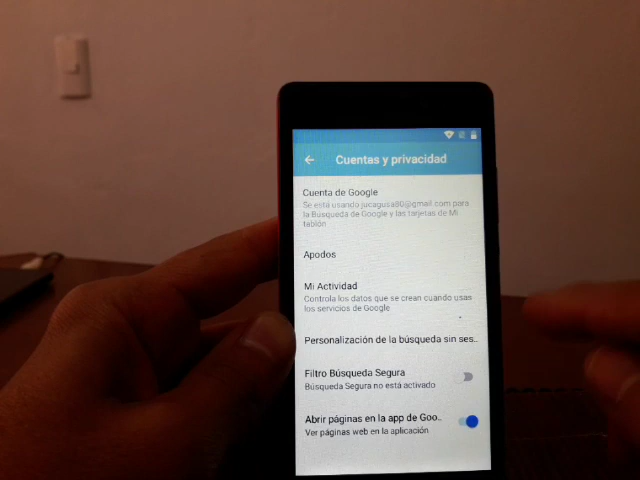 Cuentas y privacidad
Cuenta de Google
Se está usando jucagusa80@gmail.com para
la Búsqueda de Google y las tarjetas de Mi
tablón
Apodos
Mi Actividad
Controla los datos que se crean cuando usas
los servicios de Google
Personalización de la búsqueda sin ses..
Filtro Búsqueda Segura
Búsqueda Segura no está activado
Abrir páginas en la app de Goo..
Ver páginas web en la aplicación